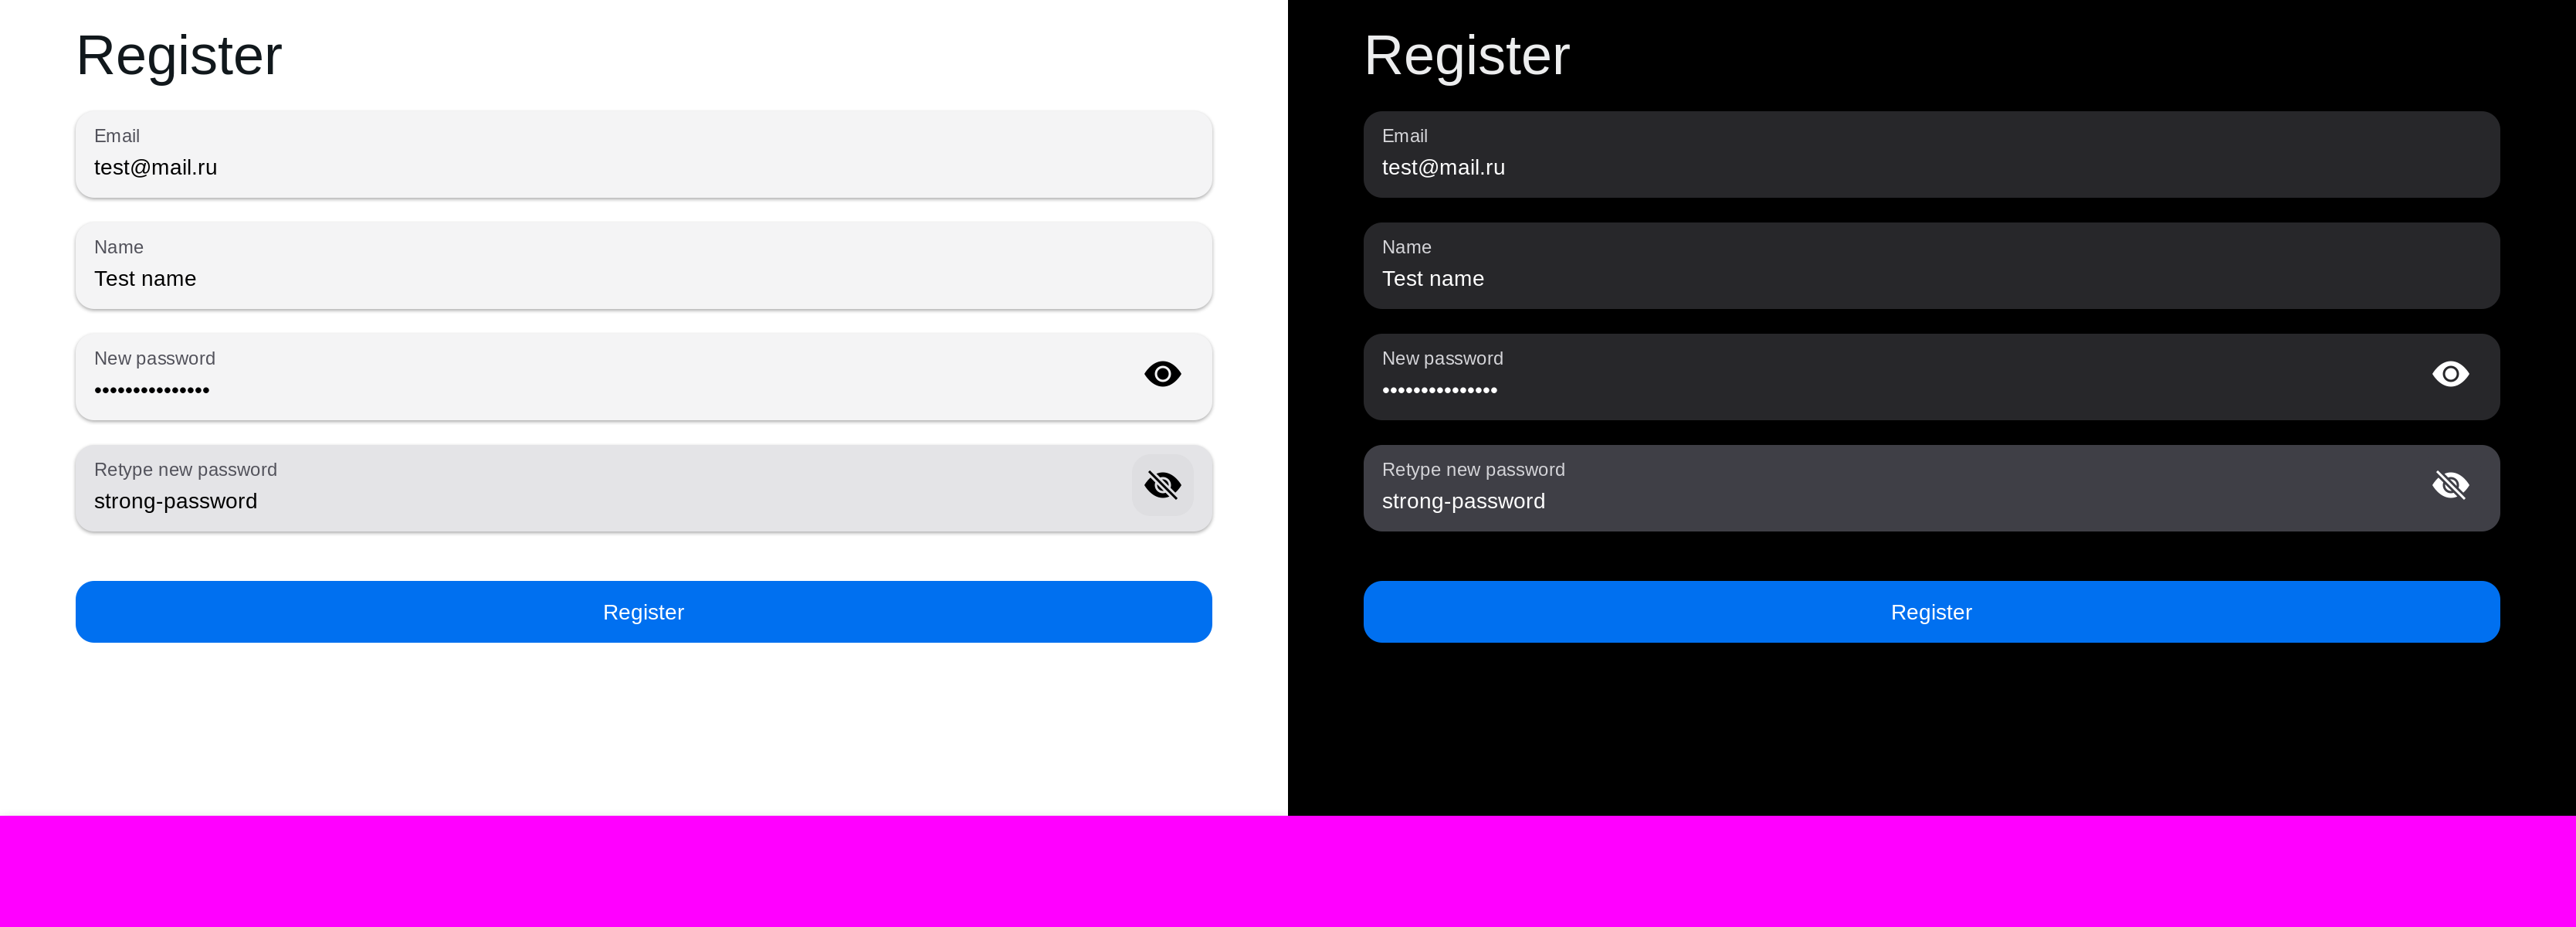 Register
Email
test@mail.ru
Name
Test name
New password
•••••••••••••••
Retype new password
strong-password
Register
Register
Email
test@mail.ru
Name
Test name
New password
•••••••••••••••
Retype new password
strong-password
Register